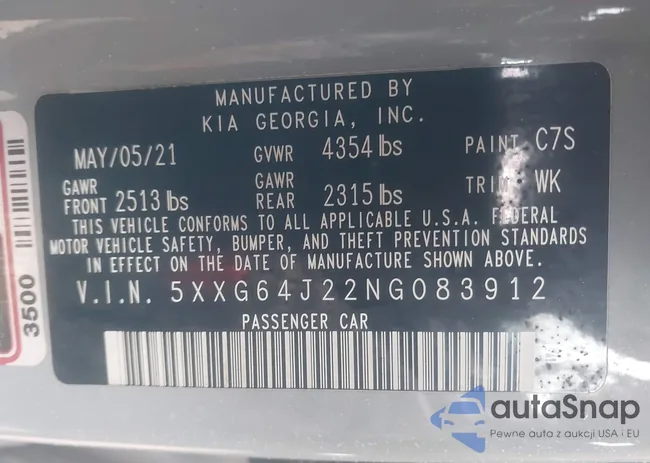 MANUFACTURED BY
KIA GEORGIA, INC.
MAY/05/21 GVWR 4354 lbs PAINT C7S
GAWR FRONT 2513 lbs GAWR REAR 2315 lbs TRIM WK
THIS VEHICLE CONFORMS TO ALL APPLICABLE U.S.A. FEDERAL
MOTOR VEHICLE SAFETY, BUMPER, AND THEFT PREVENTION STANDARDS
IN EFFECT ON THE DATE OF MANUFACTURE SHOWN ABOVE.
V.I.N. 5XXG64J22NG083912
PASSENGER CAR
3500
autaSnap
Pewne auta z aukcji USA i EU